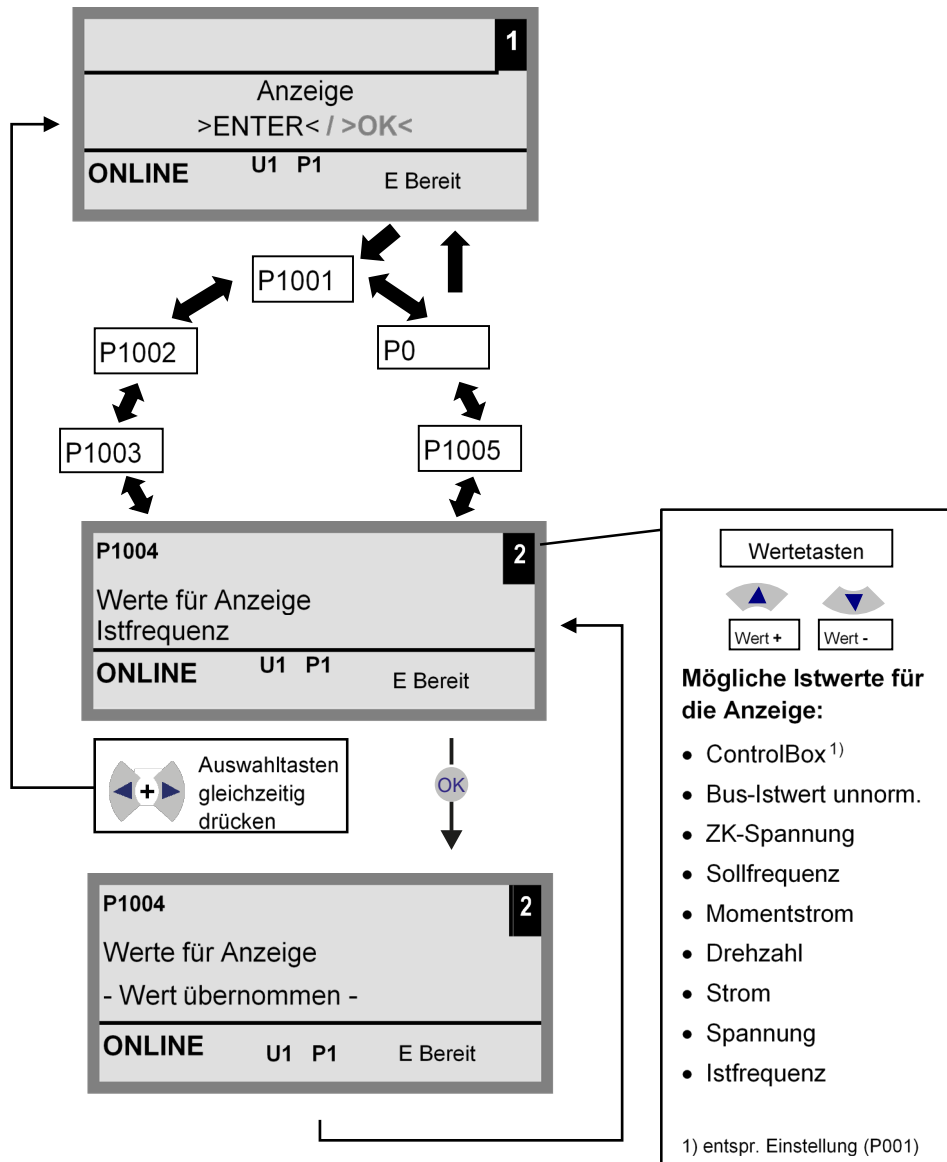 1
Anzeige
>ENTER< / >OK<
ONLINE U1 P1 E Bereit
P1001
P1002
P0
P1003
P1005
P1004
2
Werte für Anzeige
Istfrequenz
ONLINE U1 P1 E Bereit
Auswahltasten
gleichzeitig
drücken
+
OK
P1004
2
Werte für Anzeige
- Wert übernommen -
ONLINE U1 P1 E Bereit
Wertetasten
Wert + Wert -
Mögliche Istwerte für
die Anzeige:
• ControlBox 1)
• Bus-Istwert unnorm.
• ZK-Spannung
• Sollfrequenz
• Momentstrom
• Drehzahl
• Strom
• Spannung
• Istfrequenz
1) entspr. Einstellung (P001)